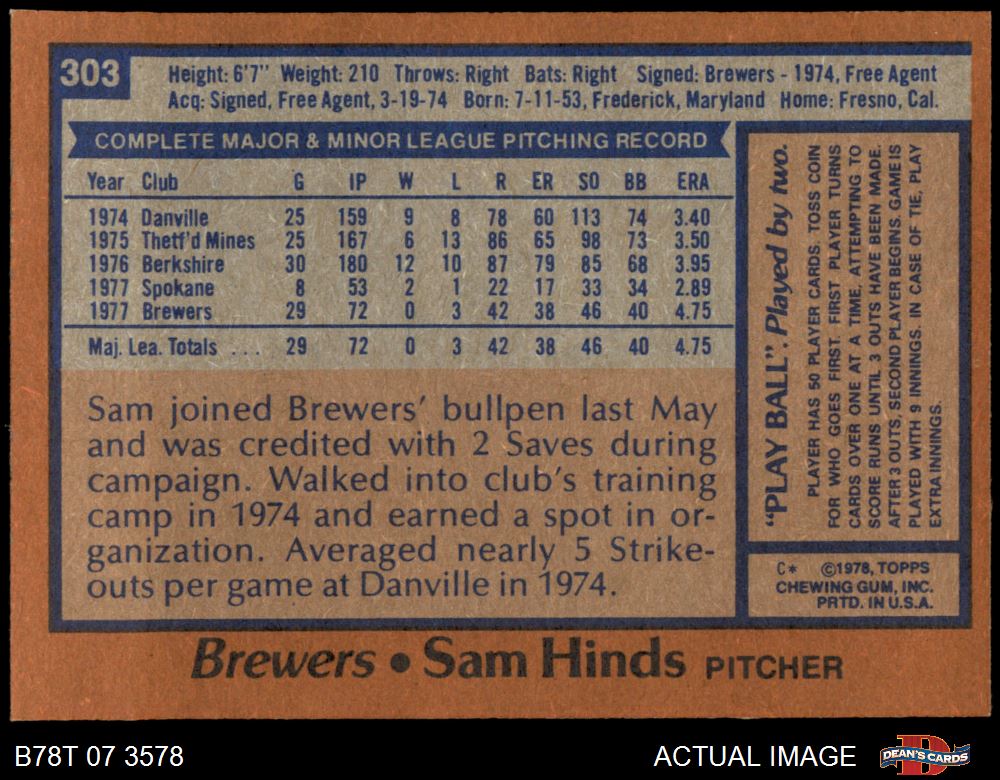 303
Height: 6'7" Weight: 210 Throws: Right Bats: Right Signed: Brewers - 1974, Free Agent
Acq: Signed, Free Agent, 3-19-74 Born: 7-11-53, Frederick, Maryland Home: Fresno, Cal.
COMPLETE MAJOR & MINOR LEAGUE PITCHING RECORD
Year Club G IP W L R ER SO BB ERA
1974 Danville 25 159 9 8 78 60 113 74 3.40
1975 Thetf'd Mines 25 167 6 13 86 65 98 73 3.50
1976 Berkshire 30 180 12 10 87 79 85 68 3.95
1977 Spokane 8 53 2 1 22 17 33 34 2.89
1977 Brewers 29 72 0 3 42 38 46 40 4.75
Maj. Lea. Totals ... 29 72 0 3 42 38 46 40 4.75
Sam joined Brewers' bullpen last May
and was credited with 2 Saves during
campaign. Walked into club's training
camp in 1974 and earned a spot in or-
ganization. Averaged nearly 5 Strike-
outs per game at Danville in 1974.
"PLAY BALL". Played by two.
PLAYER HAS 50 PLAYER CARDS. TOSS COIN
FOR WHO GOES FIRST. FIRST PLAYER TURNS
CARDS OVER ONE AT A TIME, ATTEMPTING TO
SCORE RUNS UNTIL 3 OUTS HAVE BEEN MADE.
AFTER 3 OUTS, SECOND PLAYER BEGINS. GAME IS
PLAYED WITH 9 INNINGS. IN CASE OF TIE, PLAY
EXTRA INNINGS.
C* ©1978, TOPPS
CHEWING GUM, INC.
PRTD. IN U.S.A.
Brewers • Sam Hinds PITCHER
B78T 07 3578
ACTUAL IMAGE
DEAN'S CARDS